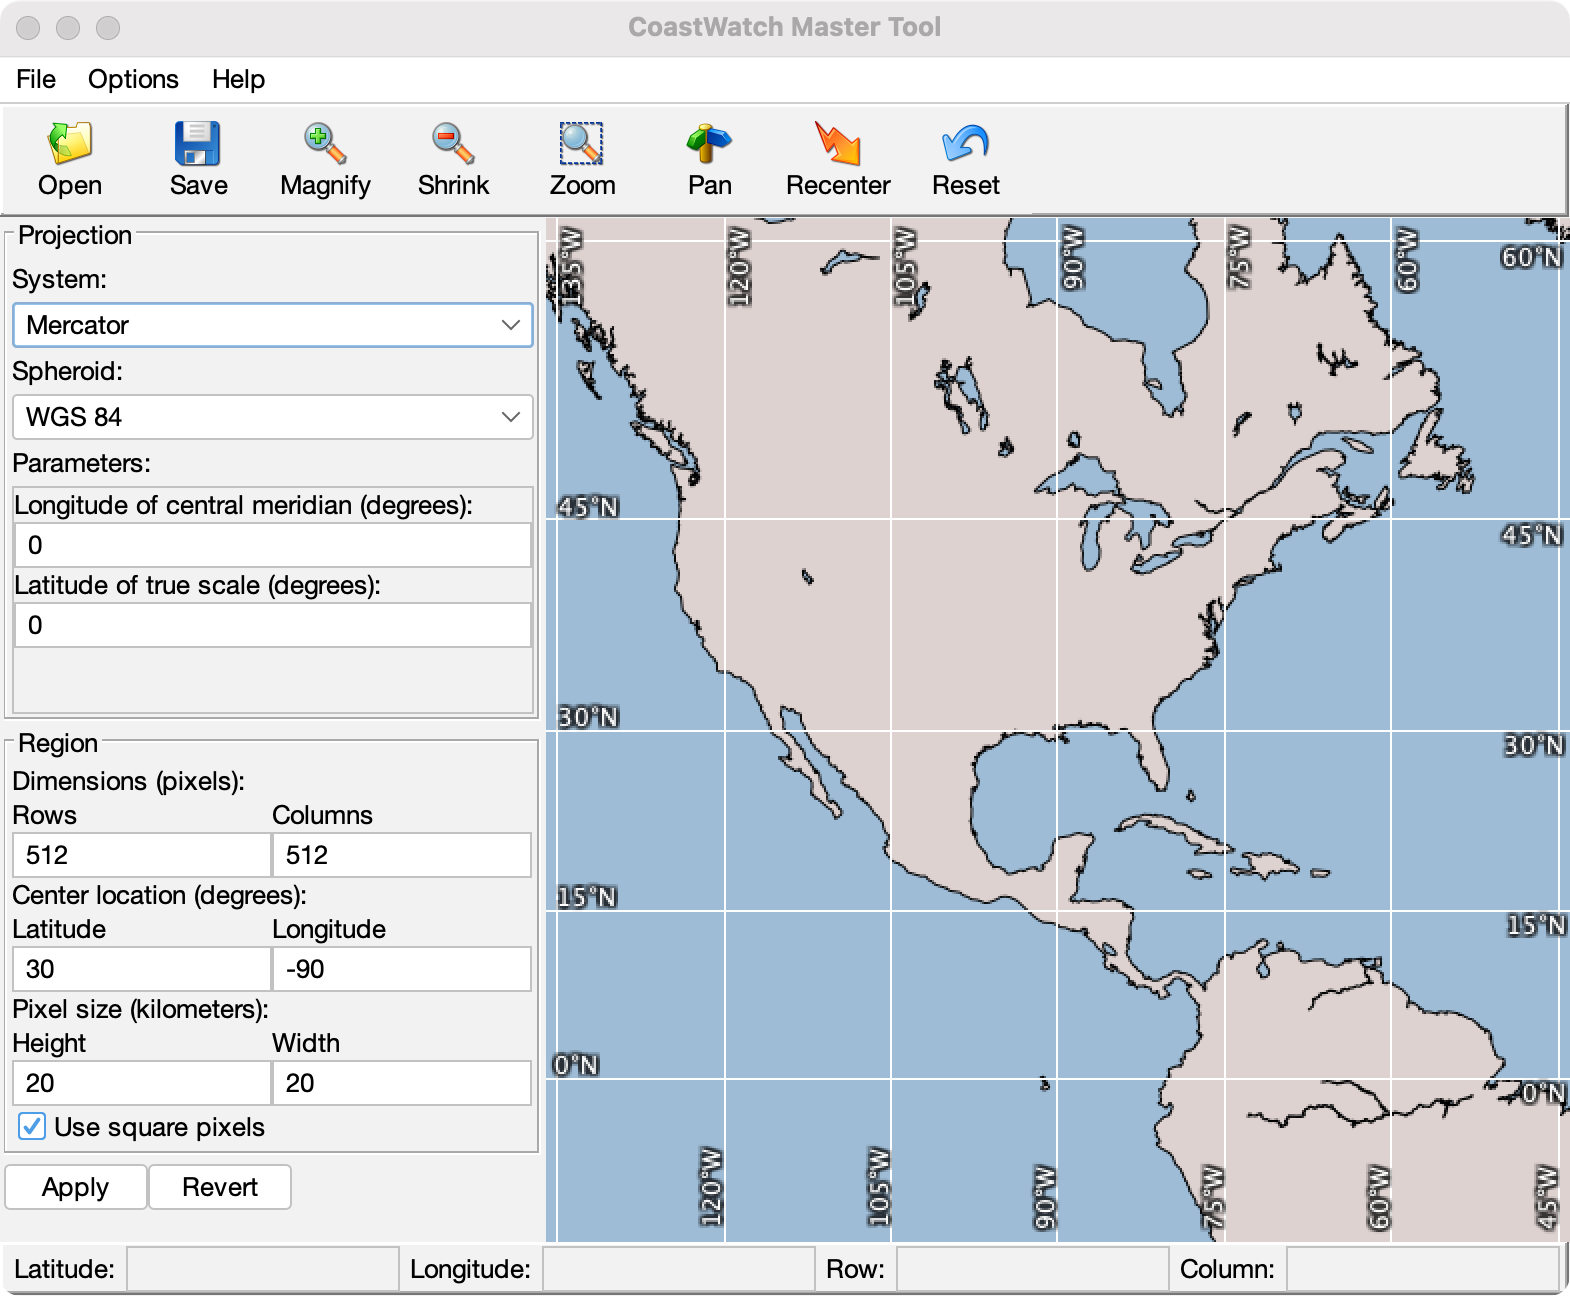 CoastWatch Master Tool
File Options Help
Open Save Magnify Shrink Zoom Pan Recenter Reset
Projection
System:
Mercator
Spheroid:
WGS 84
Parameters:
Longitude of central meridian (degrees):
0
Latitude of true scale (degrees):
0
Region
Dimensions (pixels):
Rows Columns
512 512
Center location (degrees):
Latitude Longitude
30 -90
Pixel size (kilometers):
Height Width
20 20
Use square pixels
Apply Revert
135°W 120°W 105°W 90°W 75°W 60°W
60°N
45°N
45°N
30°N
30°N
15°N
15°N
0°N
0°N
120°W 105°W 90°W 75°W 60°W 45°W
Latitude: Longitude: Row: Column: